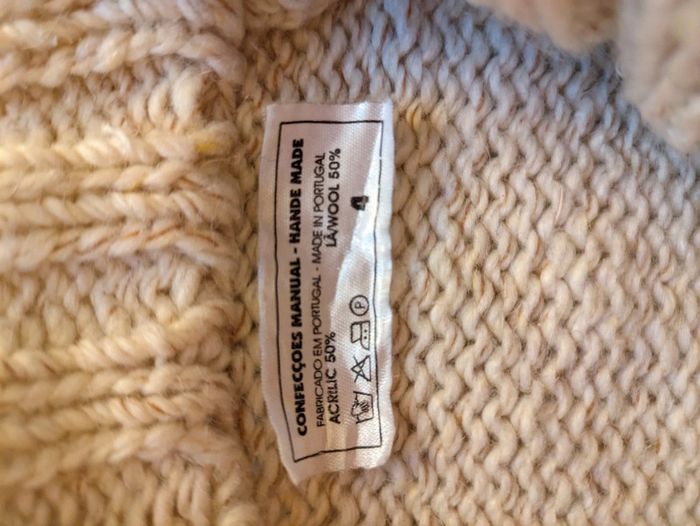 CONFECÇOES MANUAL - HANDE MADE
FABRICADO EM PORTUGAL - MADE IN PORTUGAL
ACRILIC 50% LÃ/WOOL 50%
P 4